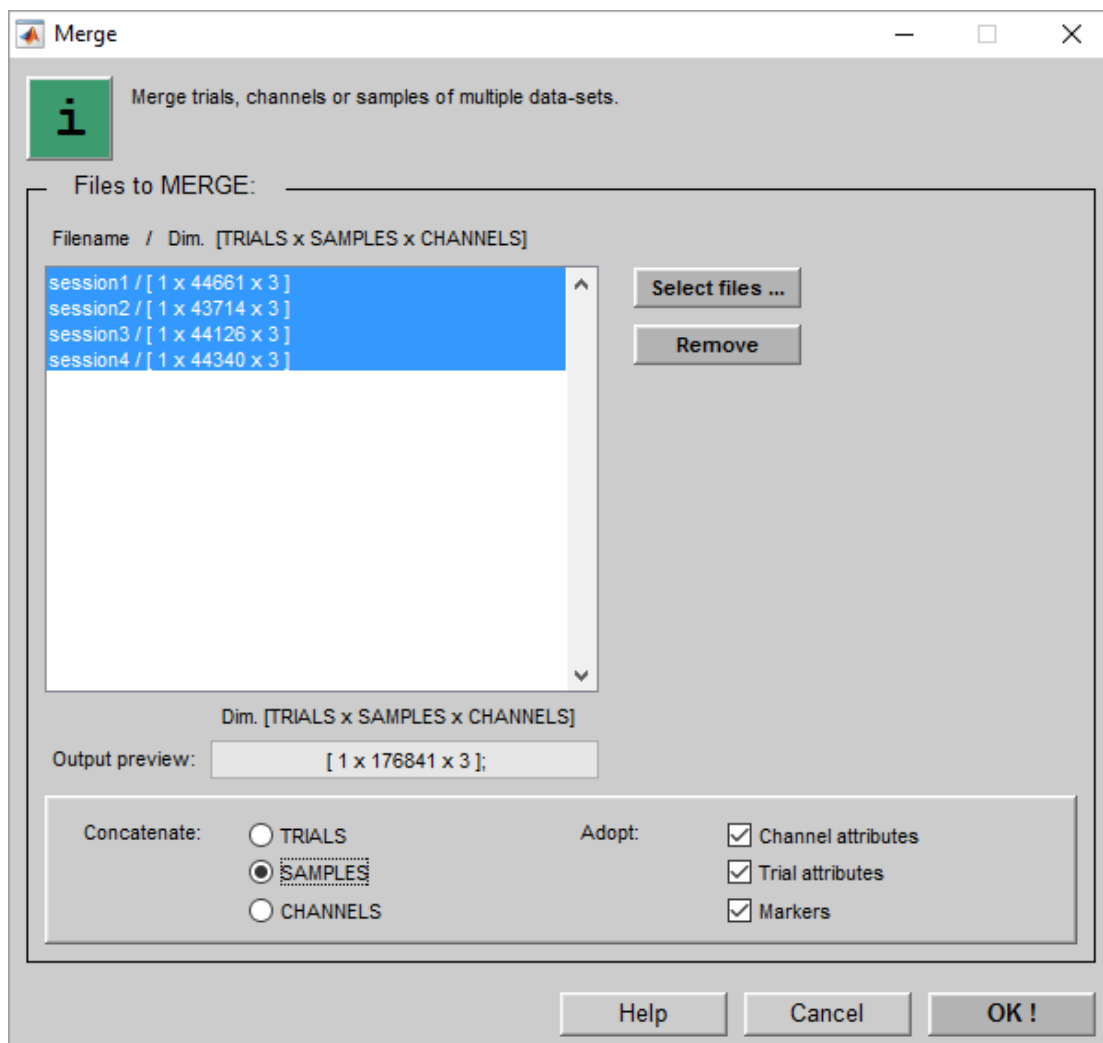 Merge
i
Merge trials, channels or samples of multiple data-sets.
Files to MERGE:
Filename / Dim. [TRIALS x SAMPLES x CHANNELS]
session1 / [ 1 x 44661 x 3 ]
session2 / [ 1 x 43714 x 3 ]
session3 / [ 1 x 44126 x 3 ]
session4 / [ 1 x 44340 x 3 ]
Select files ...
Remove
Dim. [TRIALS x SAMPLES x CHANNELS]
Output preview: [ 1 x 176841 x 3 ];
Concatenate:
TRIALS
SAMPLES
CHANNELS
Adopt:
Channel attributes
Trial attributes
Markers
Help
Cancel
OK !